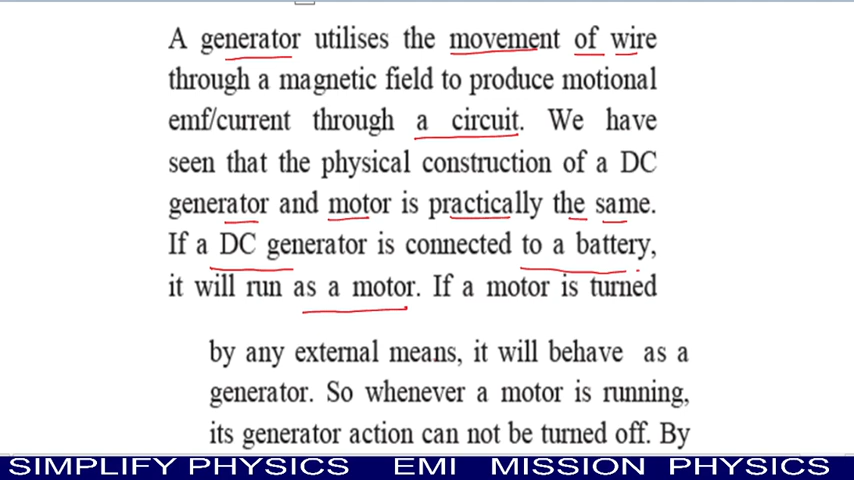 A generator utilises the movement of wire
through a magnetic field to produce motional
emf/current through a circuit. We have
seen that the physical construction of a DC
generator and motor is practically the same.
If a DC generator is connected to a battery,
it will run as a motor. If a motor is turned
by any external means, it will behave as a
generator. So whenever a motor is running,
its generator action can not be turned off. By
SIMPLIFY PHYSICS EMI MISSION PHYSICS